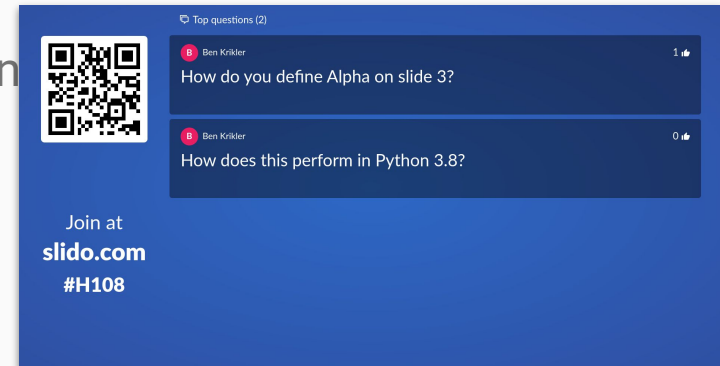 Top questions (2)
B Ben Krikler 1
How do you define Alpha on slide 3?
B Ben Krikler 0
How does this perform in Python 3.8?
Join at
slido.com
#H108
n